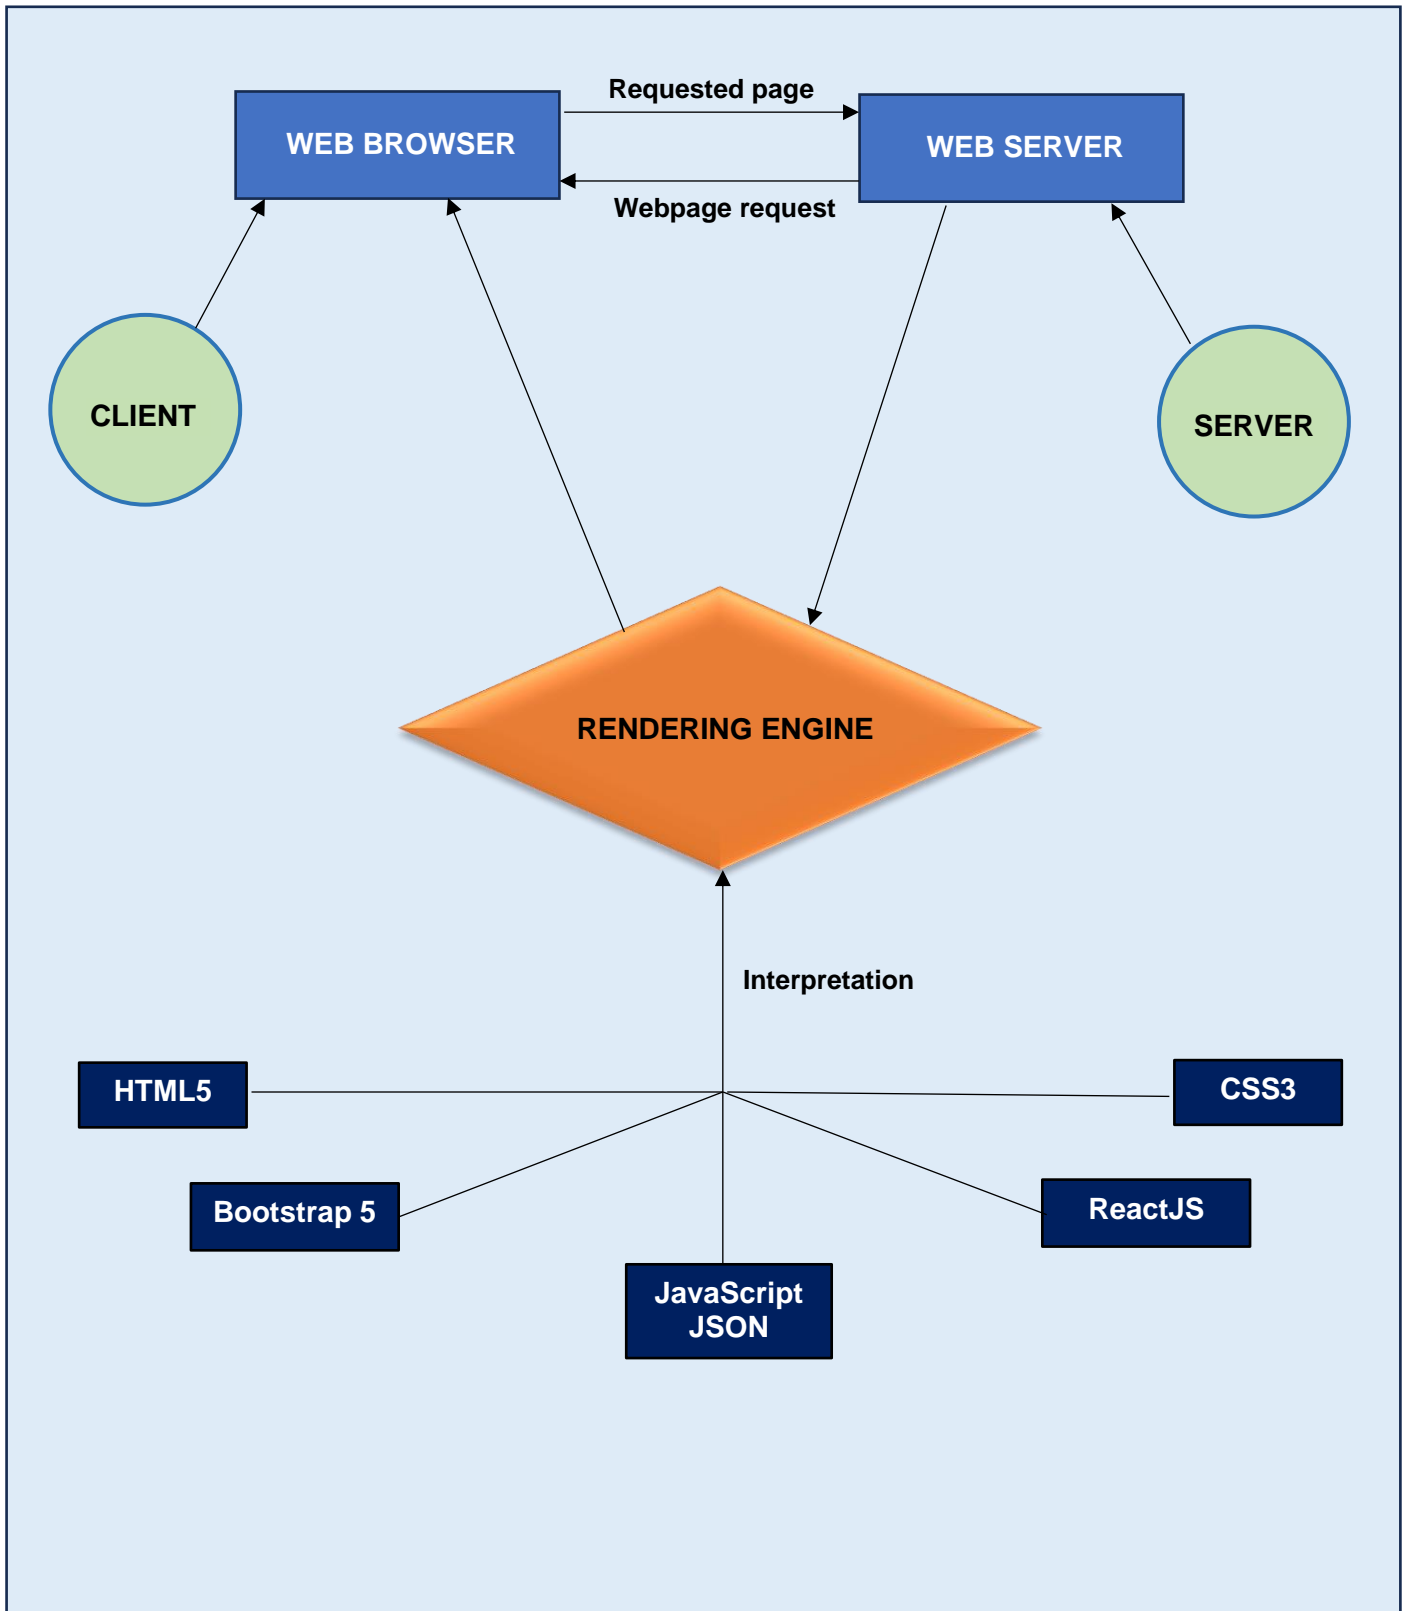 Requested page
WEB BROWSER
WEB SERVER
Webpage request
CLIENT
SERVER
RENDERING ENGINE
Interpretation
HTML5
CSS3
Bootstrap 5
ReactJS
JavaScript
JSON